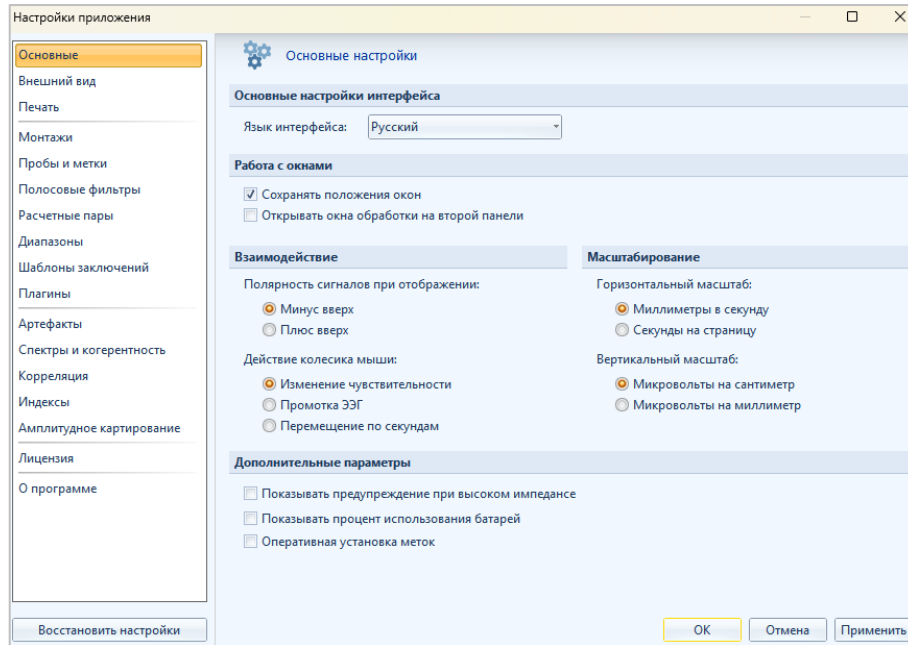 Настройки приложения
Основные
Внешний вид
Печать
Монтажи
Пробы и метки
Полосовые фильтры
Расчетные пары
Диапазоны
Шаблоны заключений
Плагины
Артефакты
Спектры и когерентность
Корреляция
Индексы
Амплитудное картирование
Лицензия
О программе
Восстановить настройки
Основные настройки
Основные настройки интерфейса
Язык интерфейса: Русский
Работа с окнами
Сохранять положения окон
Открывать окна обработки на второй панели
Взаимодействие
Полярность сигналов при отображении:
Минус вверх
Плюс вверх
Действие колесика мыши:
Изменение чувствительности
Промотка ЭЭГ
Перемещение по секундам
Масштабирование
Горизонтальный масштаб:
Миллиметры в секунду
Секунды на страницу
Вертикальный масштаб:
Микровольты на сантиметр
Микровольты на миллиметр
Дополнительные параметры
Показывать предупреждение при высоком импедансе
Показывать процент использования батарей
Оперативная установка меток
OK Отмена Применить